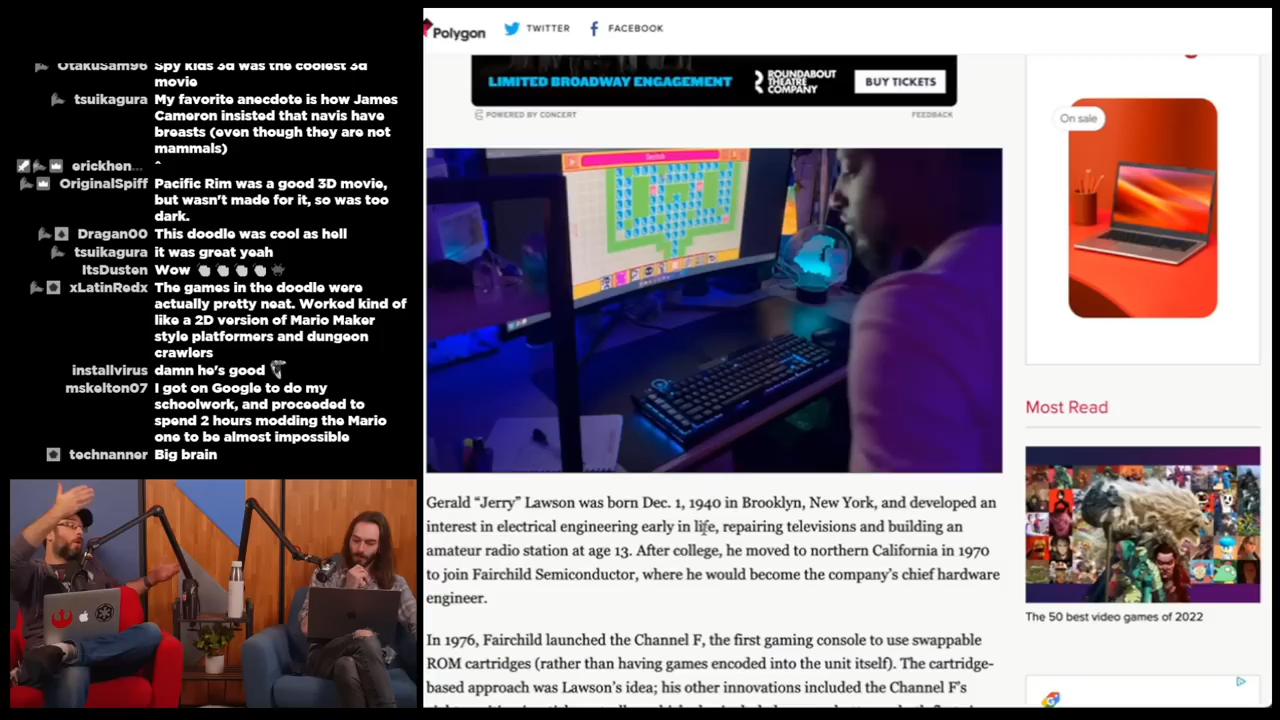 OtakuSam96 Spy kids 3d was the coolest 3d
movie
tsuikagura My favorite anecdote is how James
Cameron insisted that navis have
breasts (even though they are not
mammals)
erickhen... ^
OriginalSpiff Pacific Rim was a good 3D movie,
but wasn't made for it, so was too
dark.
Dragan00 This doodle was cool as hell
tsuikagura it was great yeah
ItsDusten Wow
xLatinRedx The games in the doodle were
actually pretty neat. Worked kind of
like a 2D version of Mario Maker
style platformers and dungeon
crawlers
installvirus damn he's good
mskelton07 I got on Google to do my
schoolwork, and proceeded to
spend 2 hours modding the Mario
one to be almost impossible
technanner Big brain
Polygon TWITTER FACEBOOK
LIMITED BROADWAY ENGAGEMENT ROUNDABOUT
THEATRE
COMPANY BUY TICKETS
POWERED BY CONCERT FEEDBACK
Gerald “Jerry” Lawson was born Dec. 1, 1940 in Brooklyn, New York, and developed an
interest in electrical engineering early in life, repairing televisions and building an
amateur radio station at age 13. After college, he moved to northern California in 1970
to join Fairchild Semiconductor, where he would become the company’s chief hardware
engineer.
In 1976, Fairchild launched the Channel F, the first gaming console to use swappable
ROM cartridges (rather than having games encoded into the unit itself). The cartridge-
based approach was Lawson’s idea; his other innovations included the Channel F’s
On sale
Most Read
The 50 best video games of 2022